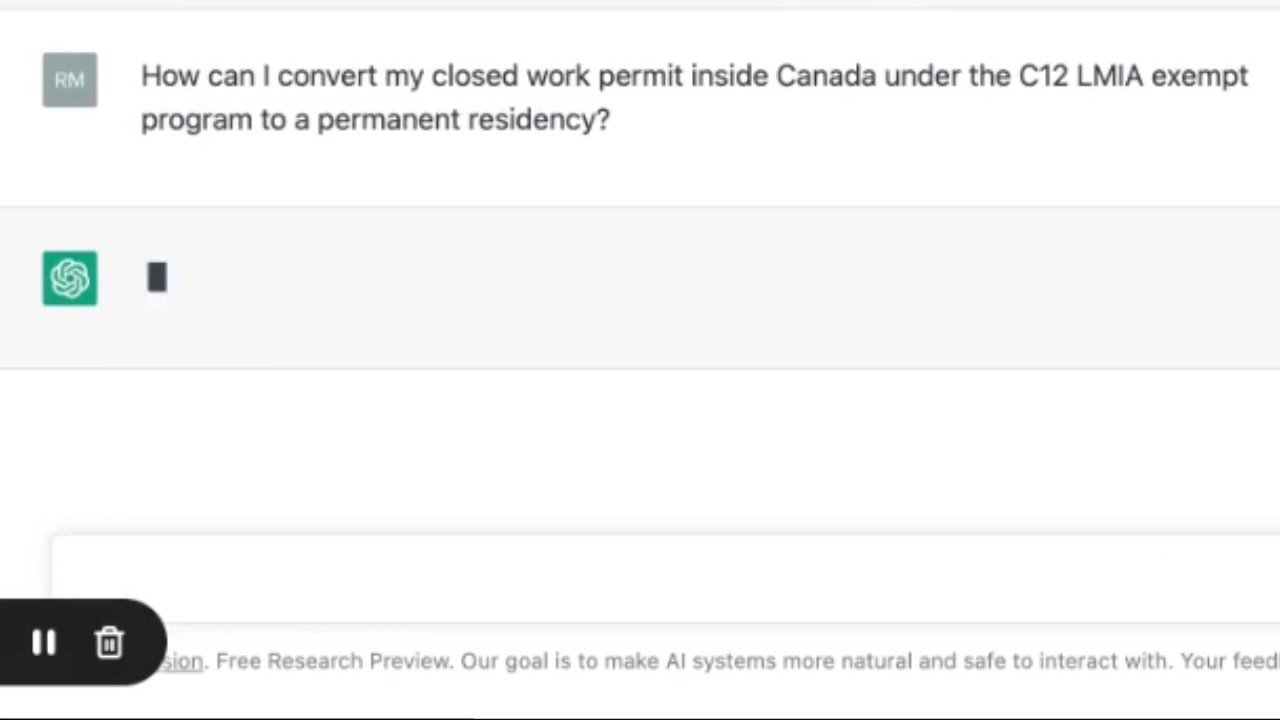 RM
How can I convert my closed work permit inside Canada under the C12 LMIA exempt
program to a permanent residency?
sion. Free Research Preview. Our goal is to make AI systems more natural and safe to interact with. Your feed